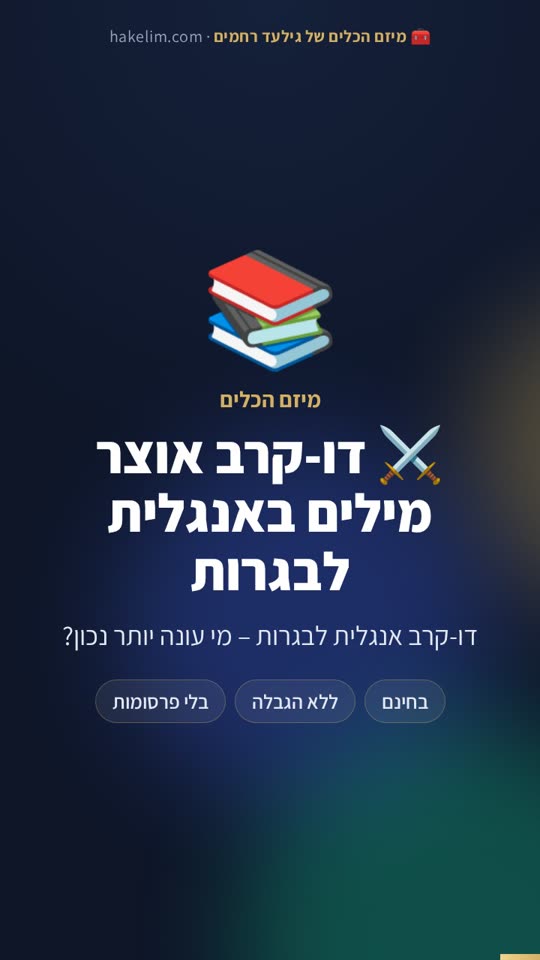 🧰 מיזם הכלים של גילעד רחמים · hakelim.com
מיזם הכלים
⚔️ דו-קרב אוצר
מילים באנגלית
לבגרות
דו-קרב אנגלית לבגרות – מי עונה יותר נכון?
בחינם
ללא הגבלה
בלי פרסומות